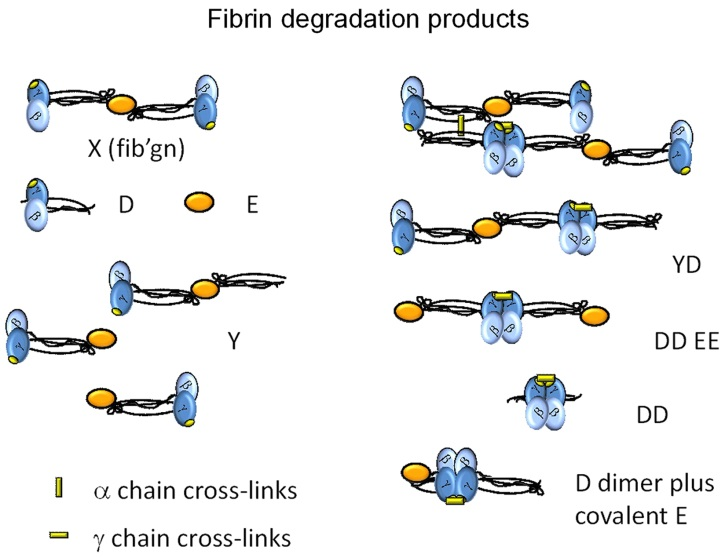 Fibrin degradation products
β
γ
β
γ
X (fib'gn)
γ
β
D
E
β
γ
β
γ
Y
β
γ
α chain cross-links
γ chain cross-links
β
γ
γ
β
γ
γ
β
β
β
γ
β
γ
γ
γ
β
β
YD
γ
γ
β
β
DD EE
γ
γ
β
β
DD
β
β
γ
γ
D dimer plus
covalent E